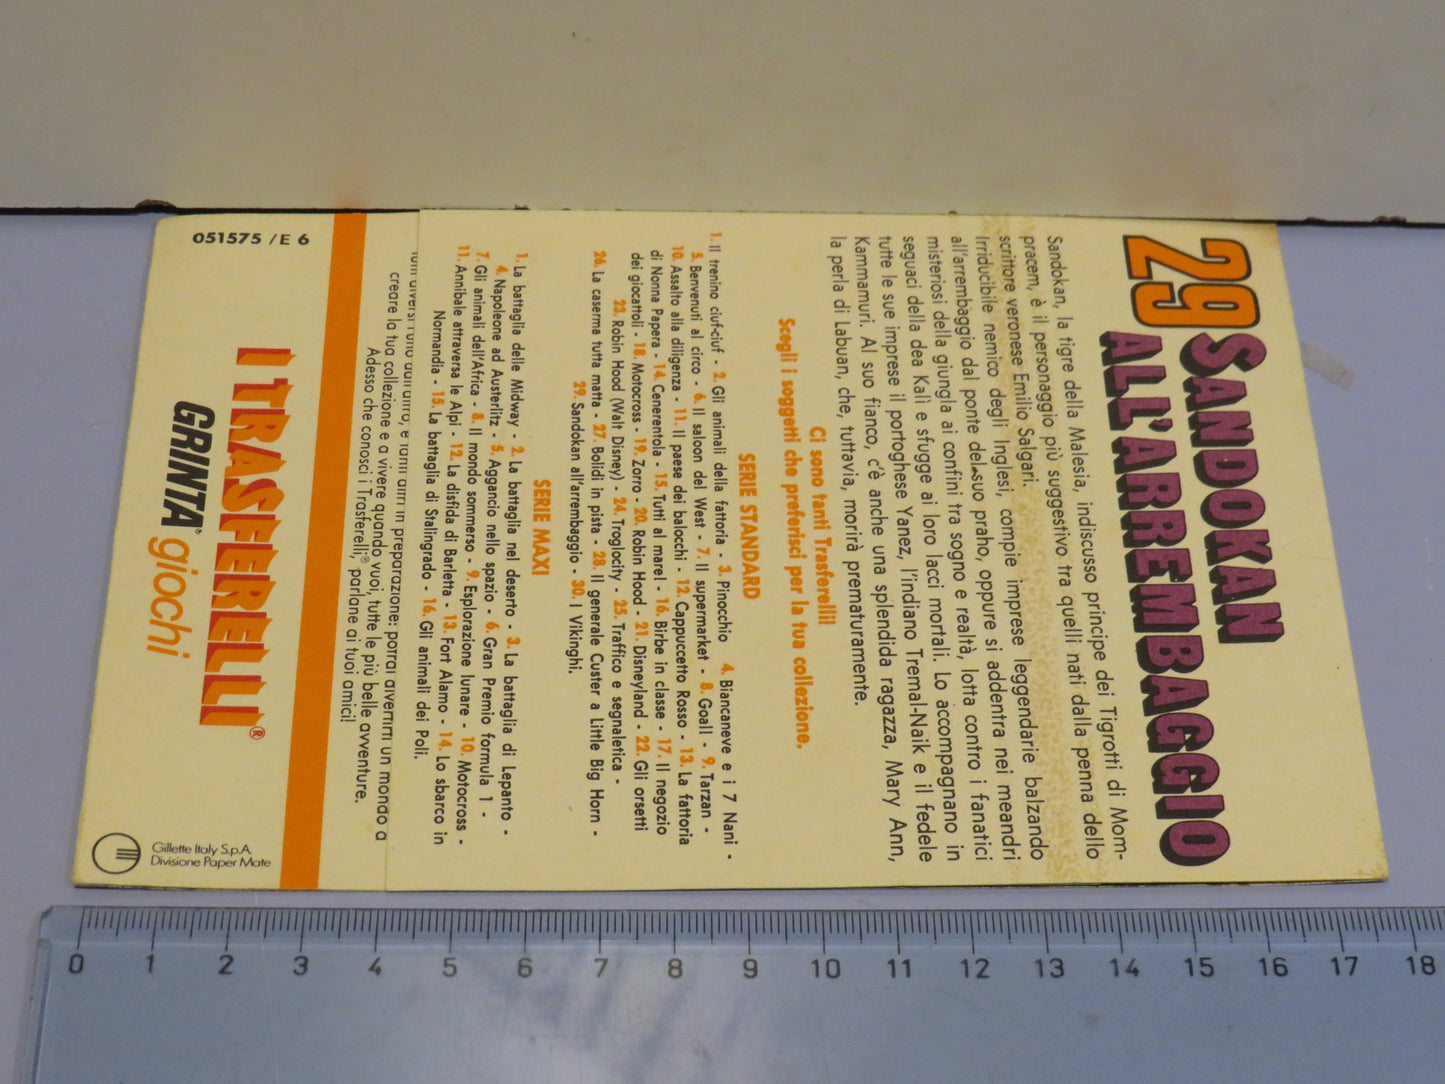 29 SANDOKAN
ALL'ARREMBAGGIO
Sandokan, la tigre della Malesia, indiscusso principe dei Tigrotti di Mom-
pracem, è il personaggio più suggestivo tra quelli nati dalla penna dello
scrittore veronese Emilio Salgari.
Irriducibile nemico degli Inglesi, compie imprese leggendarie balzando
all'arrembaggio dal ponte del suo praho, oppure si addentra nei meandri
misteriosi della giungla ai confini tra sogno e realtà, lotta contro i fanatici
seguaci della dea Kalì e sfugge ai loro lacci mortali. Lo accompagnano in
tutte le sue imprese il portoghese Yanez, l'indiano Tremal-Naik e il fedele
Kammamuri. Al suo fianco, c'è anche una splendida ragazza, Mary Ann,
la perla di Labuan, che, tuttavia, morirà prematuramente.
Ci sono tanti Trasferelli!
Scegli i soggetti che preferisci per la tua collezione.
SERIE STANDARD
1. Il trenino ciuf-ciuf - 2. Gli animali della fattoria - 3. Pinocchio 4. Biancaneve e i 7 Nani -
5. Benvenuti al circo - 6. Il saloon del West - 7. Il supermarket - 8. Goal! - 9. Tarzan -
10. Assalto alla diligenza - 11. Il paese dei balocchi - 12. Cappuccetto Rosso - 13. La fattoria
di Nonna Papera - 14. Cenerentola - 15. Tutti al mare! - 16. Birbe in classe - 17. Il negozio
dei giocattoli - 18. Motocross - 19. Zorro - 20. Robin Hood - 21. Disneyland - 22. Gli orsetti
23. Robin Hood (Walt Disney) - 24. Troglocity - 25. Traffico e segnaletica -
26. La caserma tutta matta - 27. Bolidi in pista - 28. Il generale Custer a Little Big Horn -
29. Sandokan all'arrembaggio - 30. I Vikinghi.
SERIE MAXI
1. La battaglia delle Midway - 2. La battaglia nel deserto - 3. La battaglia di Lepanto -
4. Napoleone ad Austerlitz - 5. Aggancio nello spazio - 6. Gran Premio formula 1 -
7. Gli animali dell'Africa - 8. Il mondo sommerso - 9. Esplorazione lunare - 10. Motocross -
11. Annibale attraversa le Alpi - 12. La disfida di Barletta - 13. Fort Alamo - 14. Lo sbarco in
Normandia - 15. La battaglia di Stalingrado - 16. Gli animali dei Poli.
tutti diversi l'uno dall'altro, e tanti altri in preparazione: potrai divertirti un mondo a
creare la tua collezione e a vivere quando vuoi, tutte le più belle avventure.
Adesso che conosci i Trasferelli,® parlane ai tuoi amici!
I TRASFERELLI®
GRINTA® giochi
051575 / E 6
Gillette Italy S.p.A.
Divisione Paper Mate
0 1 2 3 4 5 6 7 8 9 10 11 12 13 14 15 16 17 18